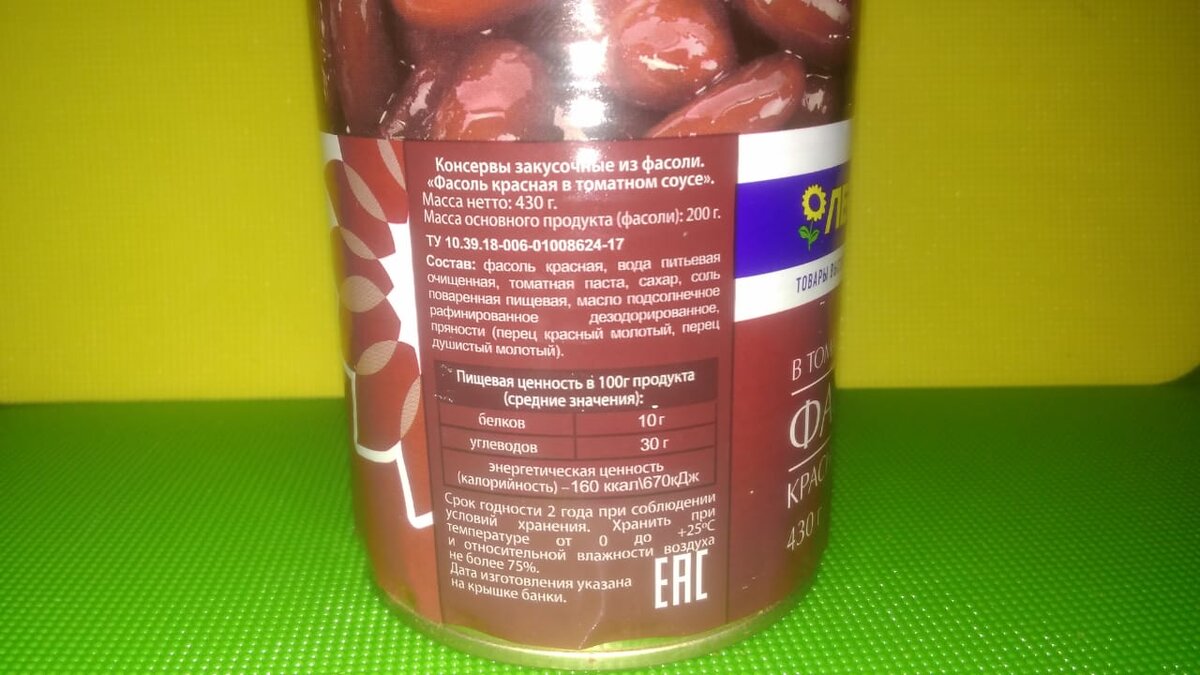 Консервы закусочные из фасоли.
«Фасоль красная в томатном соусе».
Масса нетто: 430 г.
Масса основного продукта (фасоли): 200 г.
ТУ 10.39.18-006-01008624-17
Состав: фасоль красная, вода питьевая
очищенная, томатная паста, сахар, соль
поваренная пищевая, масло подсолнечное
рафинированное дезодорированное,
пряности (перец красный молотый, перец
душистый молотый).
Пищевая ценность в 100г продукта
(средние значения):
белков 10 г
углеводов 30 г
энергетическая ценность
(калорийность) – 160 ккал\670кДж
Срок годности 2 года при соблюдении
условий хранения. Хранить при
температуре от 0 до +25°С
и относительной влажности воздуха
не более 75%.
Дата изготовления указана
на крышке банки.
EAC
ТОВАРЫ
В
430 г